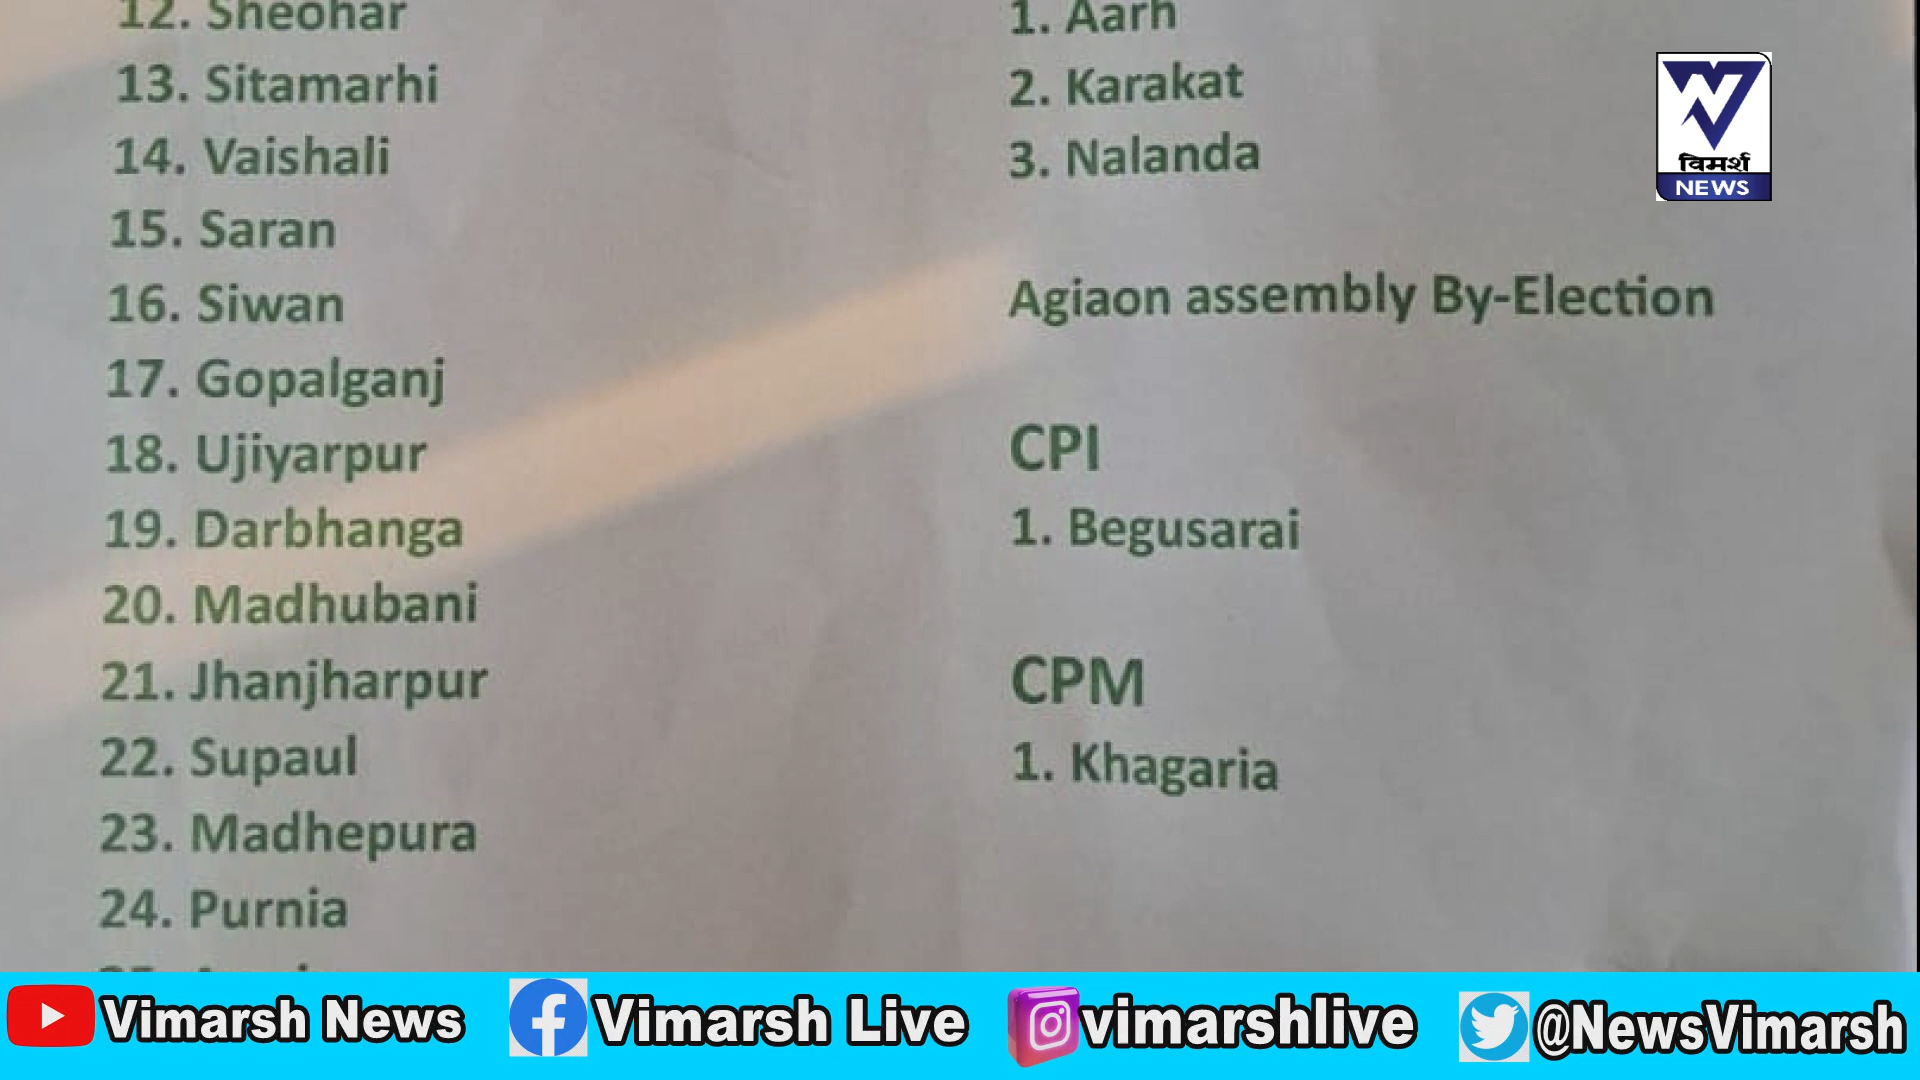 12. Sheohar
13. Sitamarhi
14. Vaishali
15. Saran
16. Siwan
17. Gopalganj
18. Ujiyarpur
19. Darbhanga
20. Madhubani
21. Jhanjharpur
22. Supaul
23. Madhepura
24. Purnia
1. Aarh
2. Karakat
3. Nalanda
Agiaon assembly By-Election
CPI
1. Begusarai
CPM
1. Khagaria
विमर्श
NEWS
Vimarsh News
Vimarsh Live
vimarshlive
@NewsVimarsh